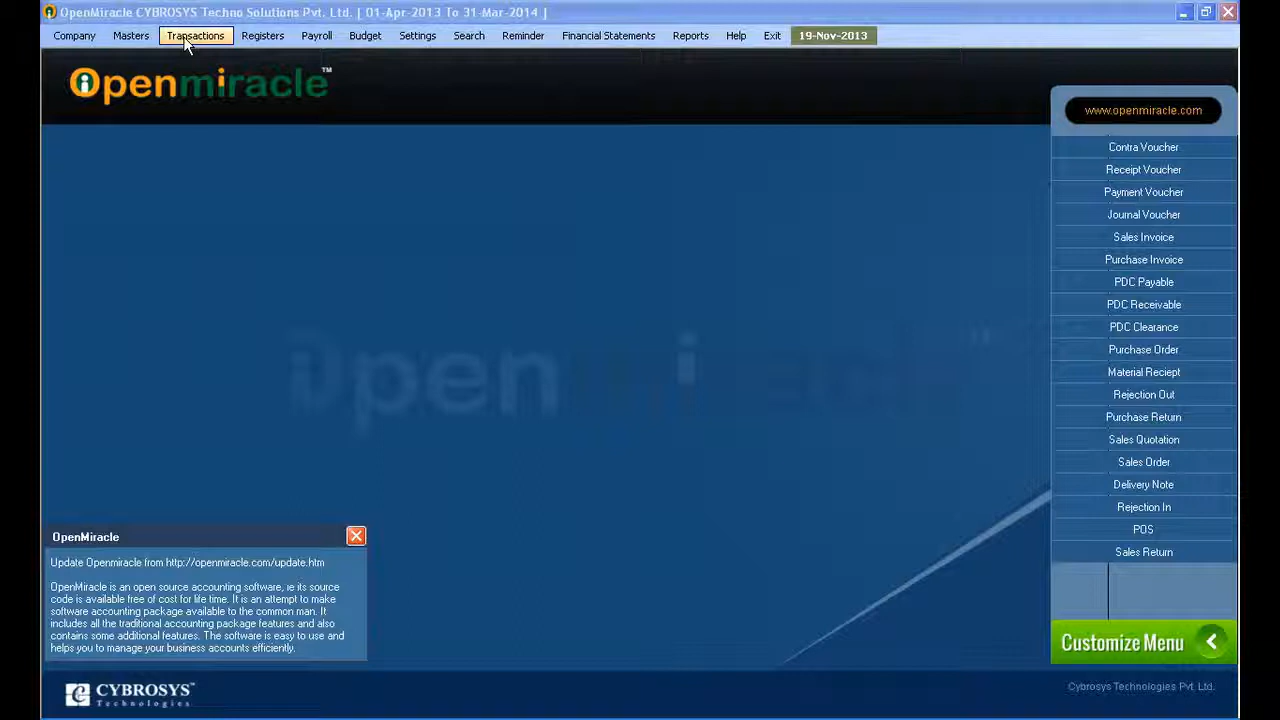 OpenMiracle CYBROSYS Techno Solutions Pvt. Ltd. [ 01-Apr-2013 To 31-Mar-2014 ]
Company Masters Transactions Registers Payroll Budget Settings Search Reminder Financial Statements Reports Help Exit 19-Nov-2013
Openmiracle™
www.openmiracle.com
Contra Voucher
Receipt Voucher
Payment Voucher
Journal Voucher
Sales Invoice
Purchase Invoice
PDC Payable
PDC Receivable
PDC Clearance
Purchase Order
Material Reciept
Rejection Out
Purchase Return
Sales Quotation
Sales Order
Delivery Note
Rejection In
POS
Sales Return
Customize Menu
Openmi
OpenMiracle
Update Openmiracle from http://openmiracle.com/update.htm
OpenMiracle is an open source accounting software, ie its source
code is available free of cost for life time. It is an attempt to make
software accounting package available to the common man. It
includes all the traditional accounting package features and also
contains some additional features. The software is easy to use and
helps you to manage your business accounts efficiently.
CYBROSYS™
Technologies
Cybrosys Technologies Pvt. Ltd.